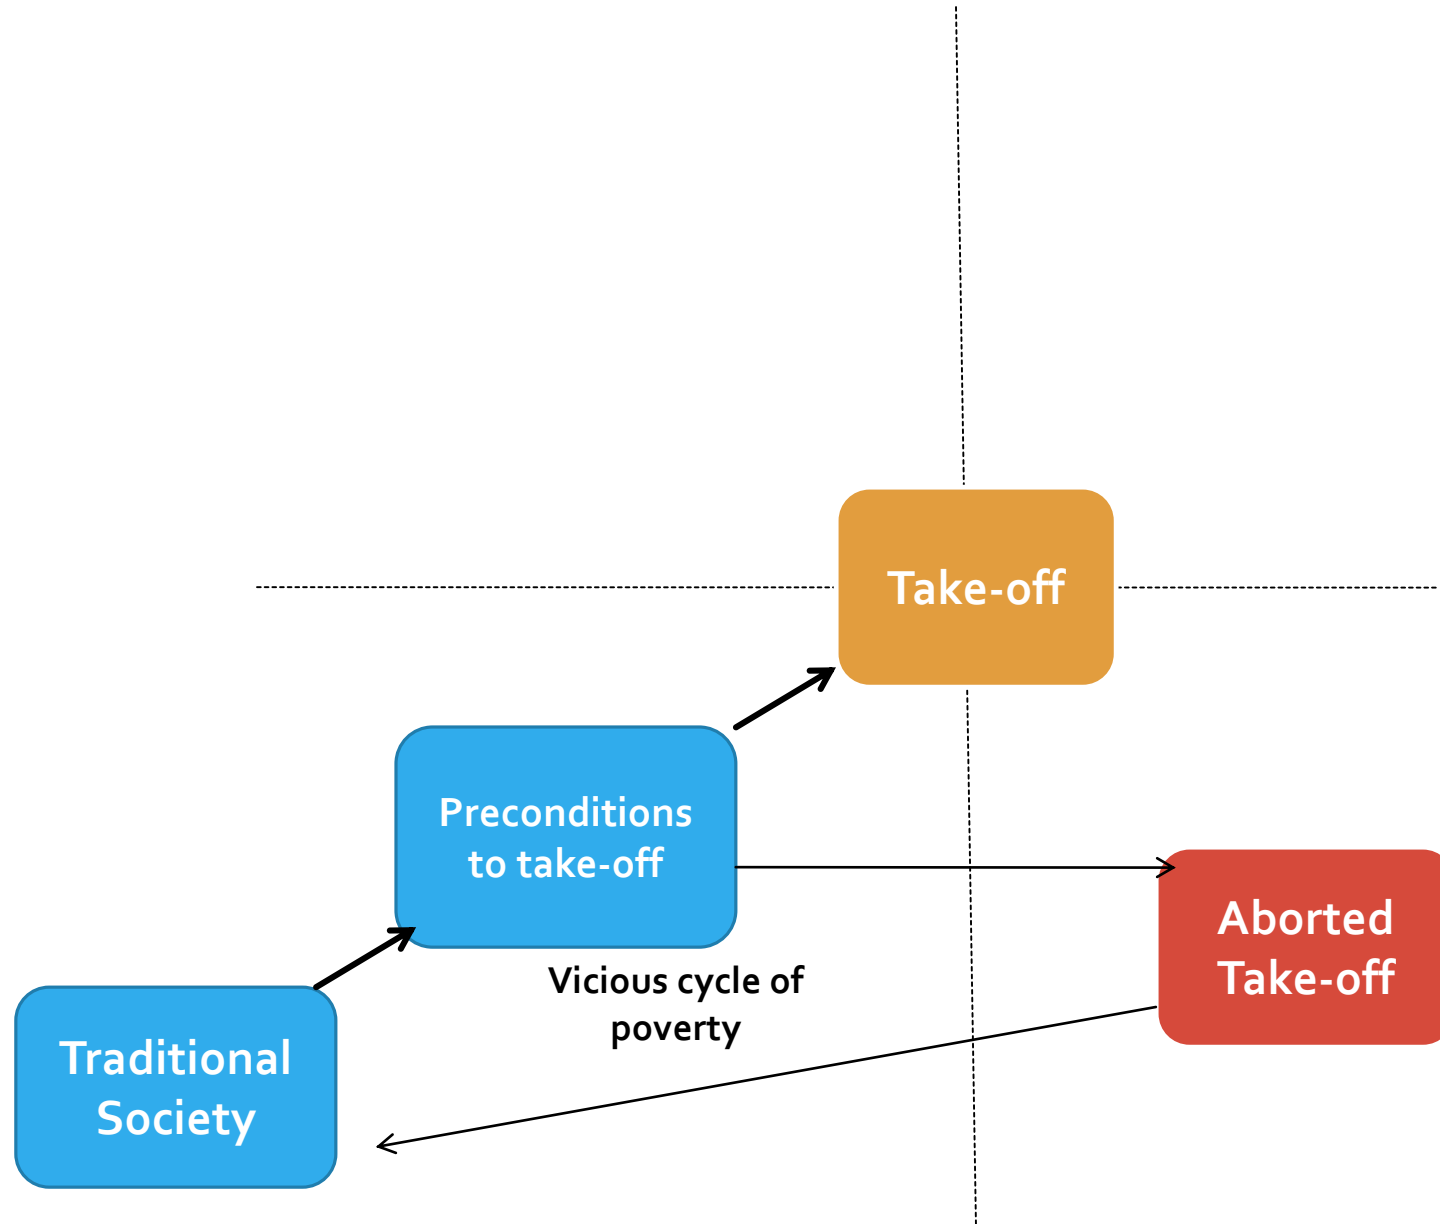 Take-off
Preconditions
to take-off
Aborted
Take-off
Vicious cycle of
poverty
Traditional
Society